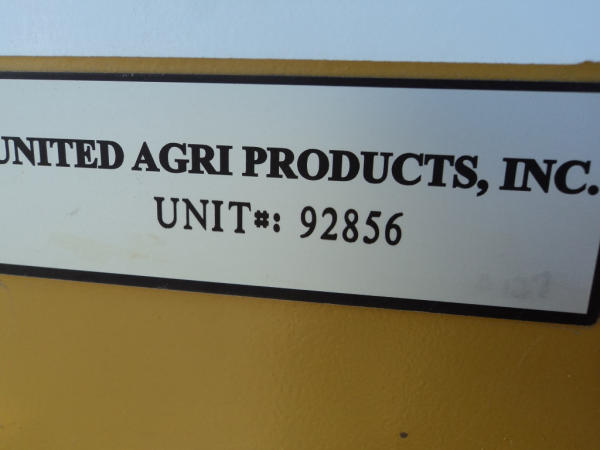 UNITED AGRI PRODUCTS, INC.
UNIT#: 92856